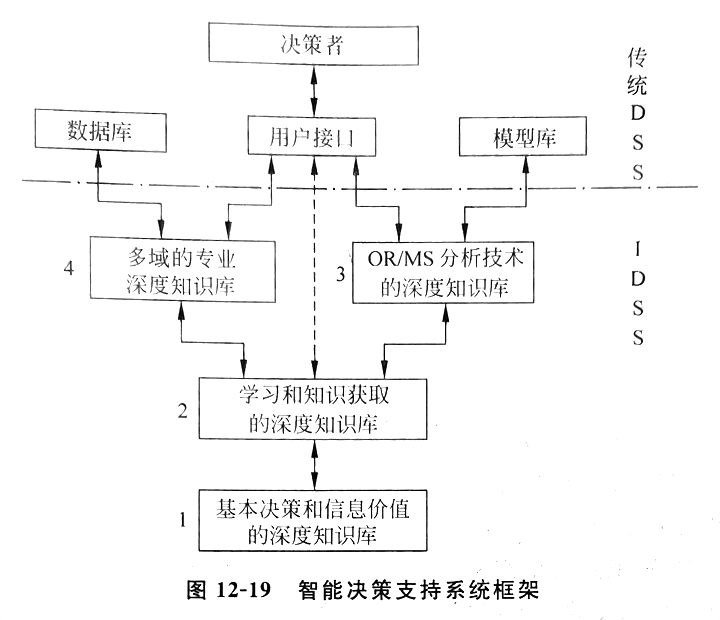 决策者
传统DSS
数据库
用户接口
模型库
4
多域的专业
深度知识库
3
OR/MS 分析技术
的深度知识库
IDSS
2
学习和知识获取
的深度知识库
1
基本决策和信息价值
的深度知识库
图 12-19 智能决策支持系统框架